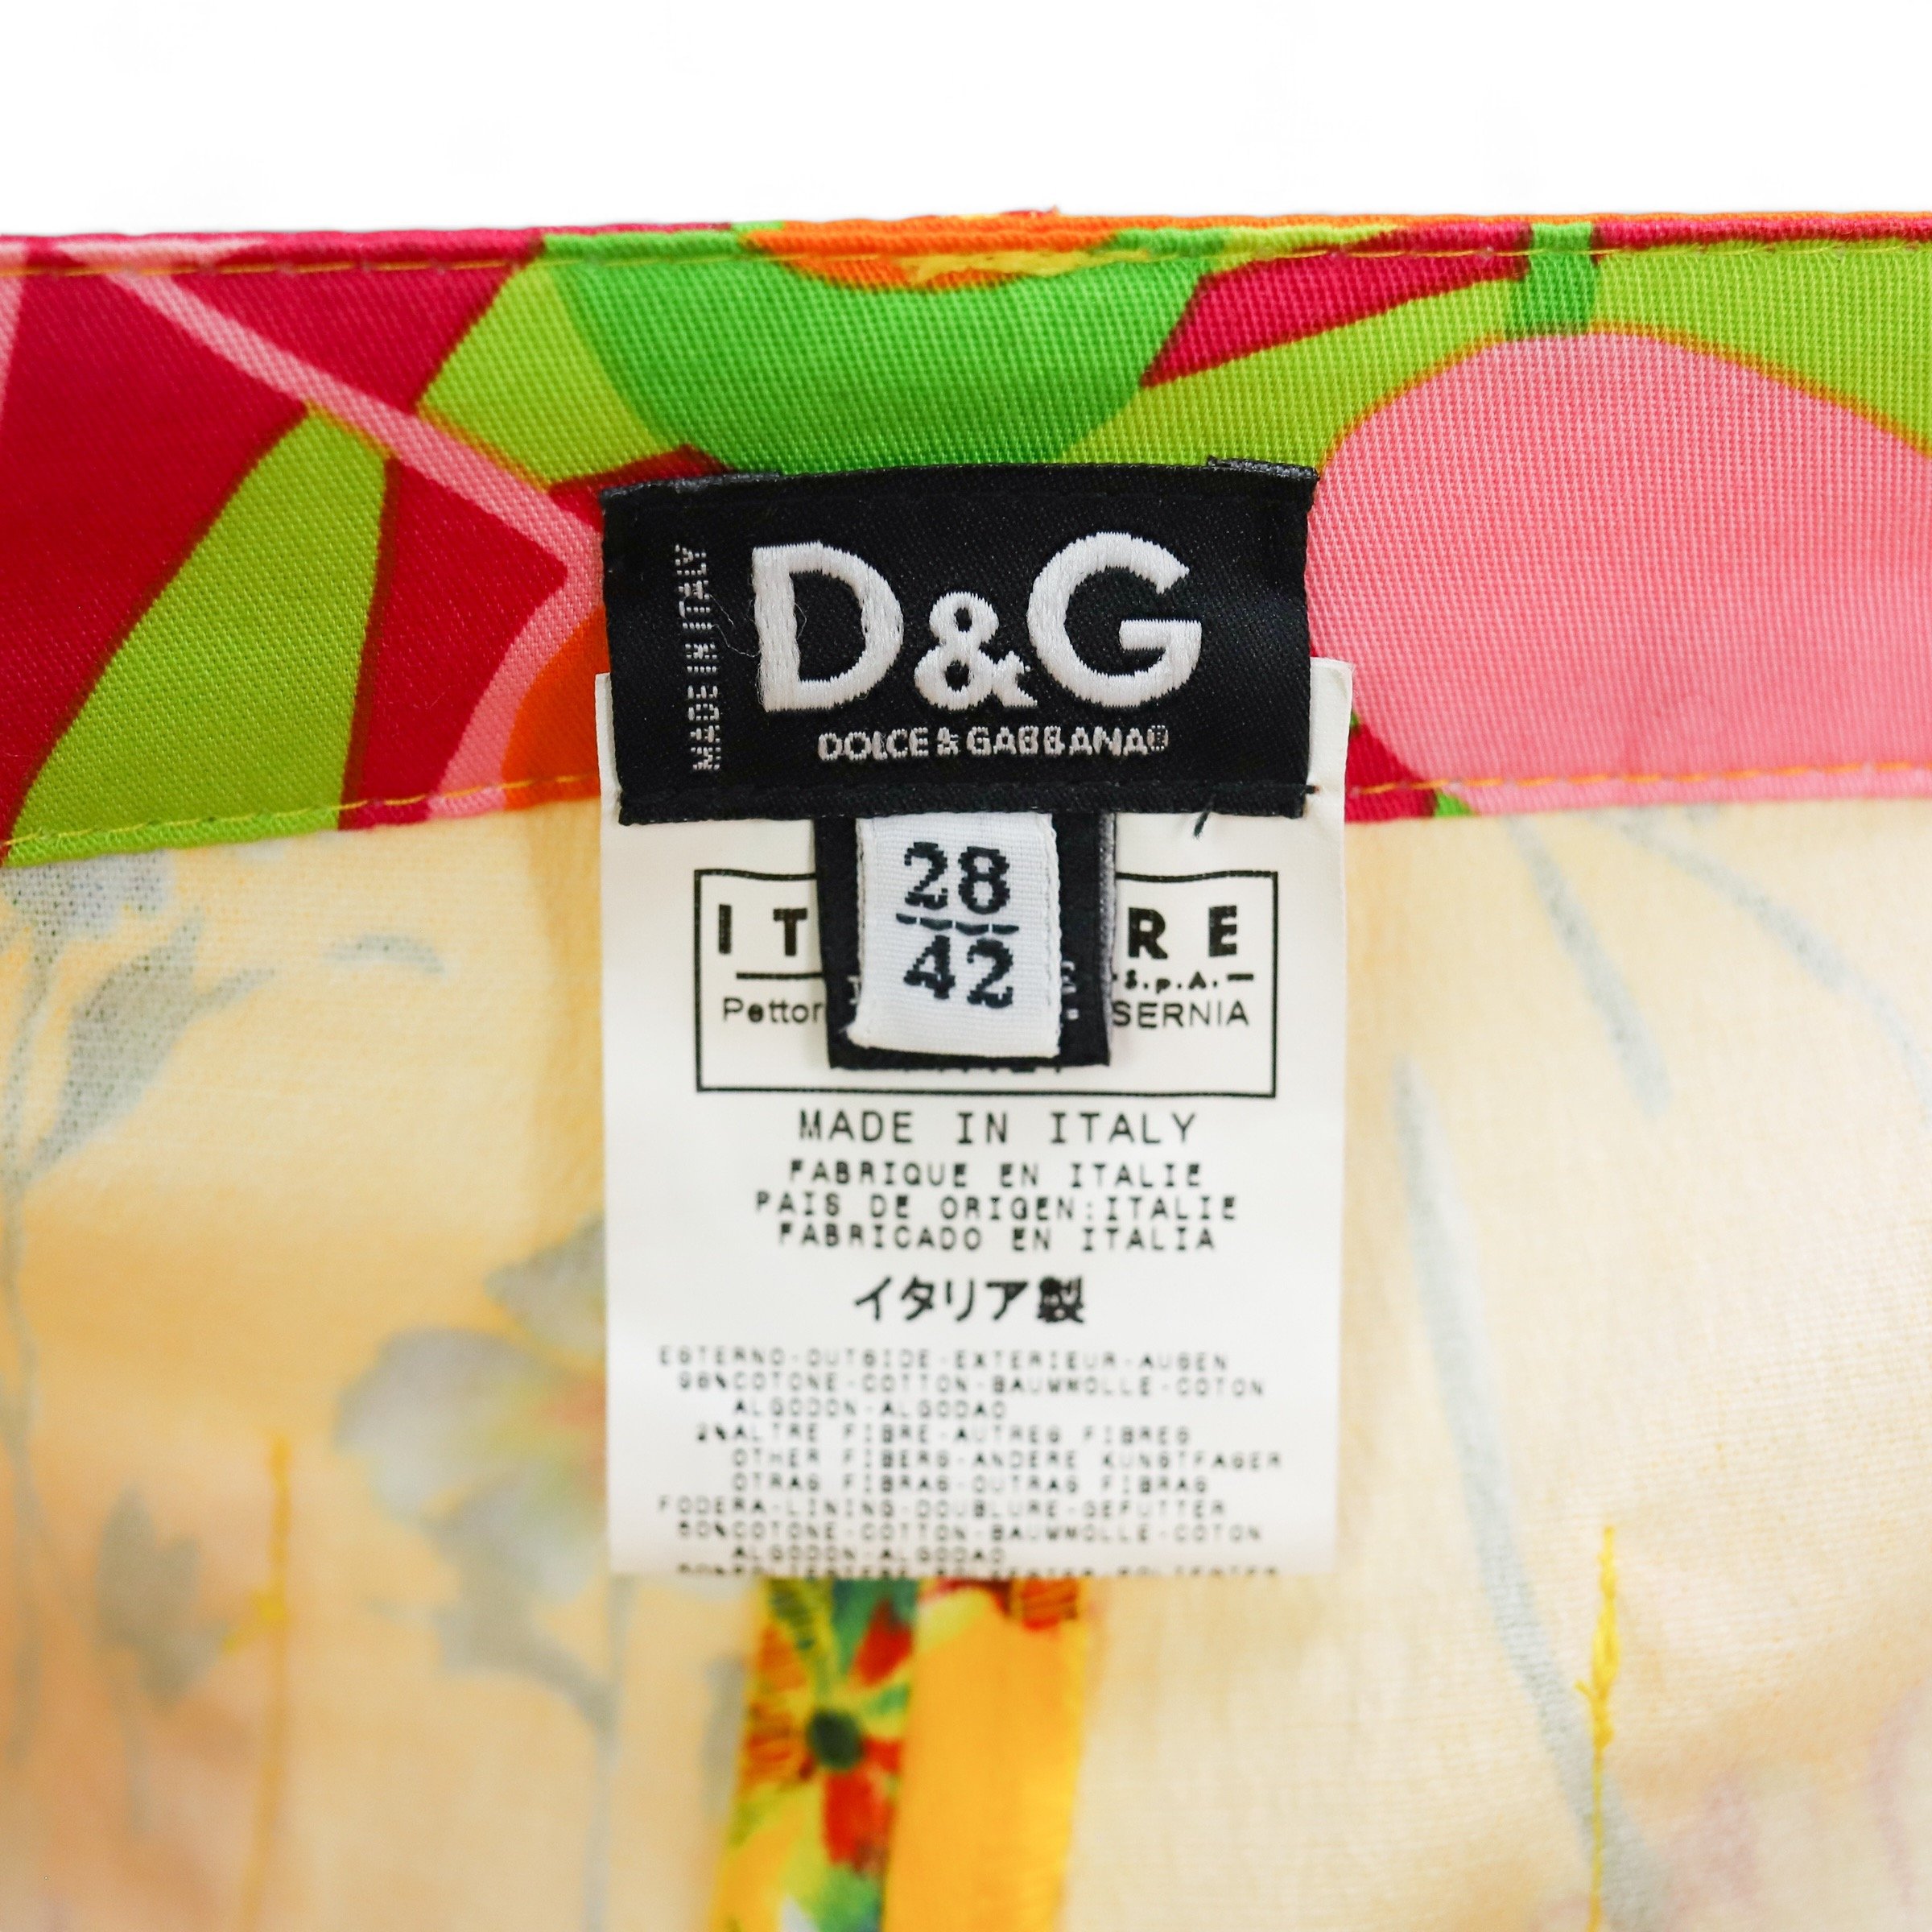 MADE IN ITALY
D&G
DOLCE & GABBANA®
28
42
S.p.A.
MADE IN ITALY
FABRIQUE EN ITALIE
PAIS DE ORIGEN:ITALIE
FABRICADO EN ITALIA
イタリア製
ESTERNO-OUTSIDE-EXTERIEUR-AUSEN
98%COTONE-COTTON-BAUMWOLLE-COTON
ALGODON-ALGODAO
2%ALTRE FIBRE-AUTRES FIBRES
OTHER FIBERS-ANDERE KUNSTFASER
OTRAS FIBRAS-OUTRAS FIBRAS
FODERA-LINING-DOUBLURE-GEFUTTER
50%COTONE-COTTON-BAUMWOLLE-COTON
ALGODON-ALGODAO